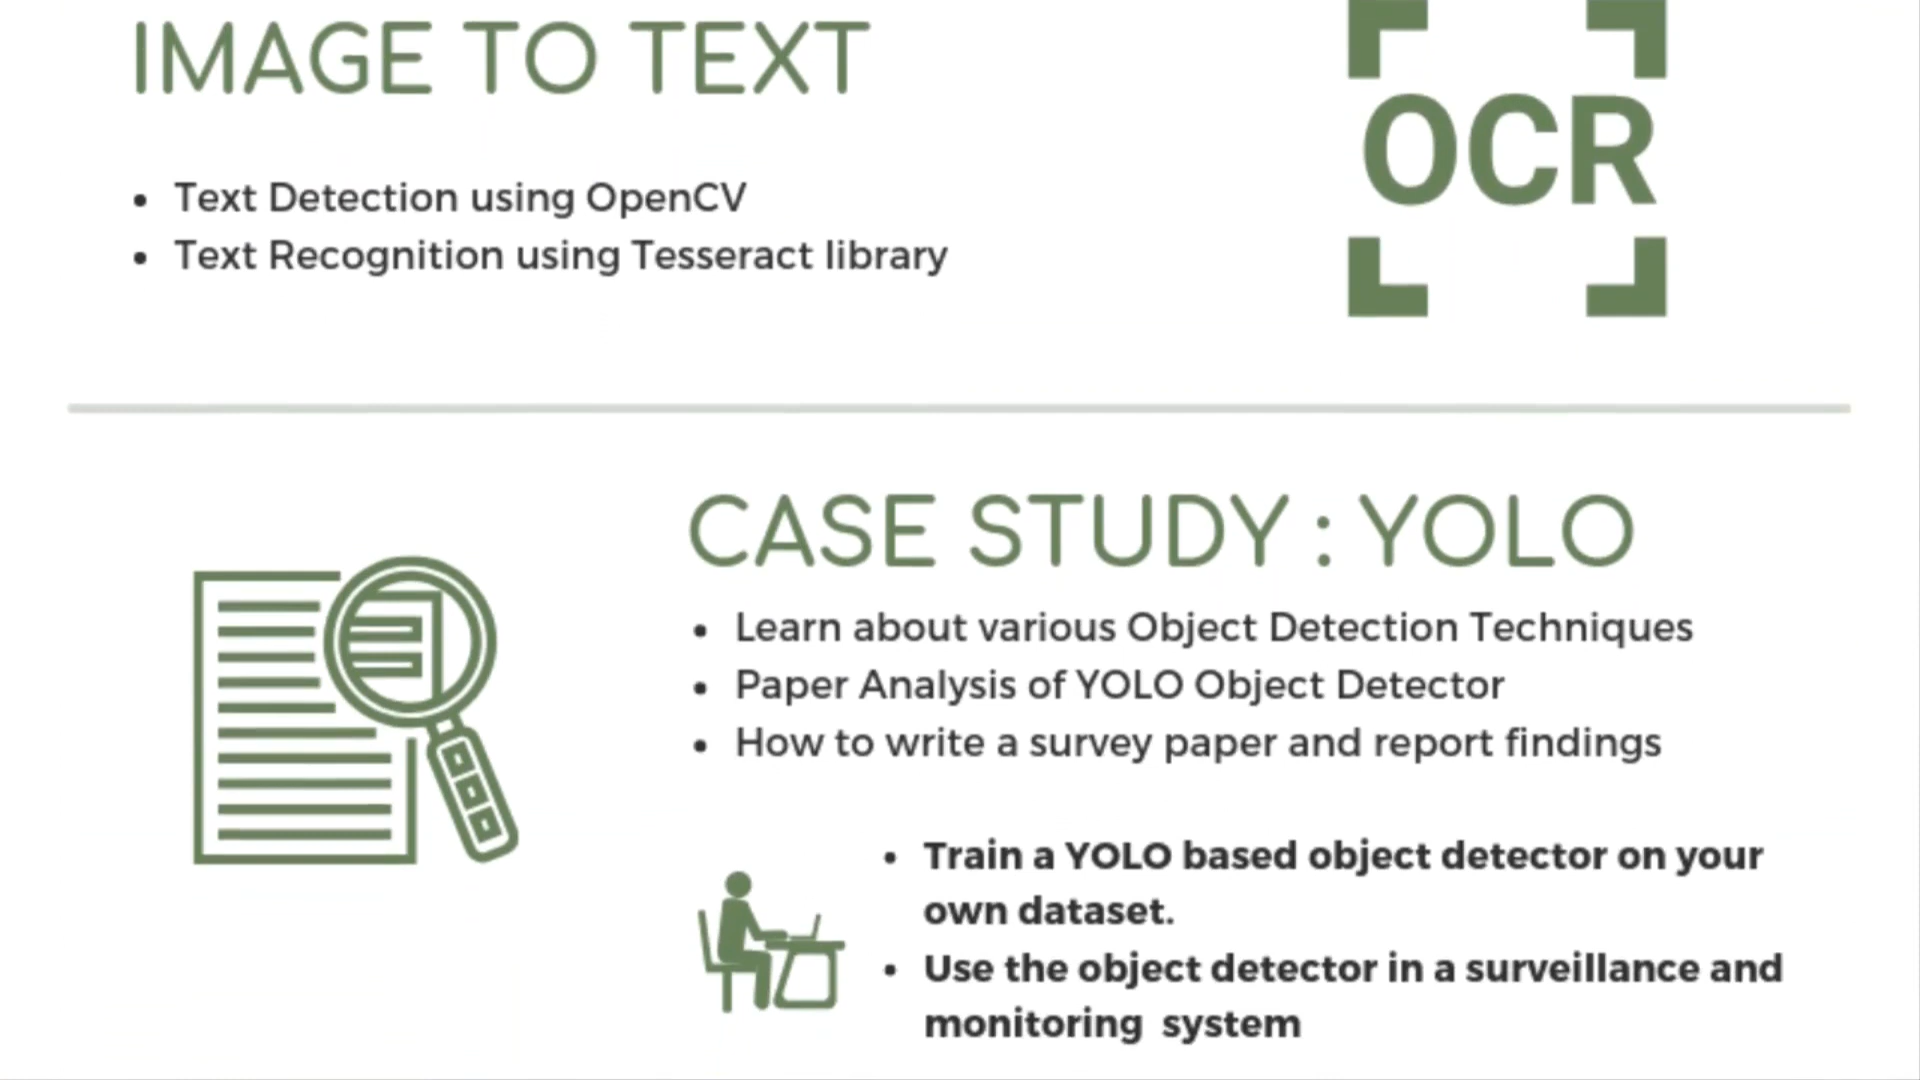 IMAGE TO TEXT
OCR
• Text Detection using OpenCV
• Text Recognition using Tesseract library
CASE STUDY : YOLO
• Learn about various Object Detection Techniques
• Paper Analysis of YOLO Object Detector
• How to write a survey paper and report findings
• Train a YOLO based object detector on your
own dataset.
• Use the object detector in a surveillance and
monitoring  system